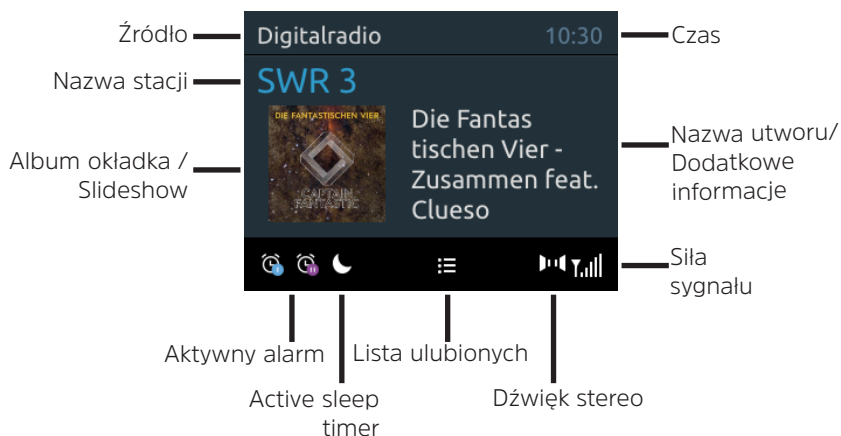 Źródło
Digitalradio
10:30
Czas
Nazwa stacji
SWR 3
DIE FANTASTISCHEN VIER
CAPTAIN
FANTASTIC
Album okładka /
Slideshow
Die Fantas
tischen Vier -
Zusammen feat.
Clueso
Nazwa utworu/
Dodatkowe
informacje
Siła
sygnału
Aktywny alarm
Lista ulubionych
Active sleep
timer
Dźwięk stereo